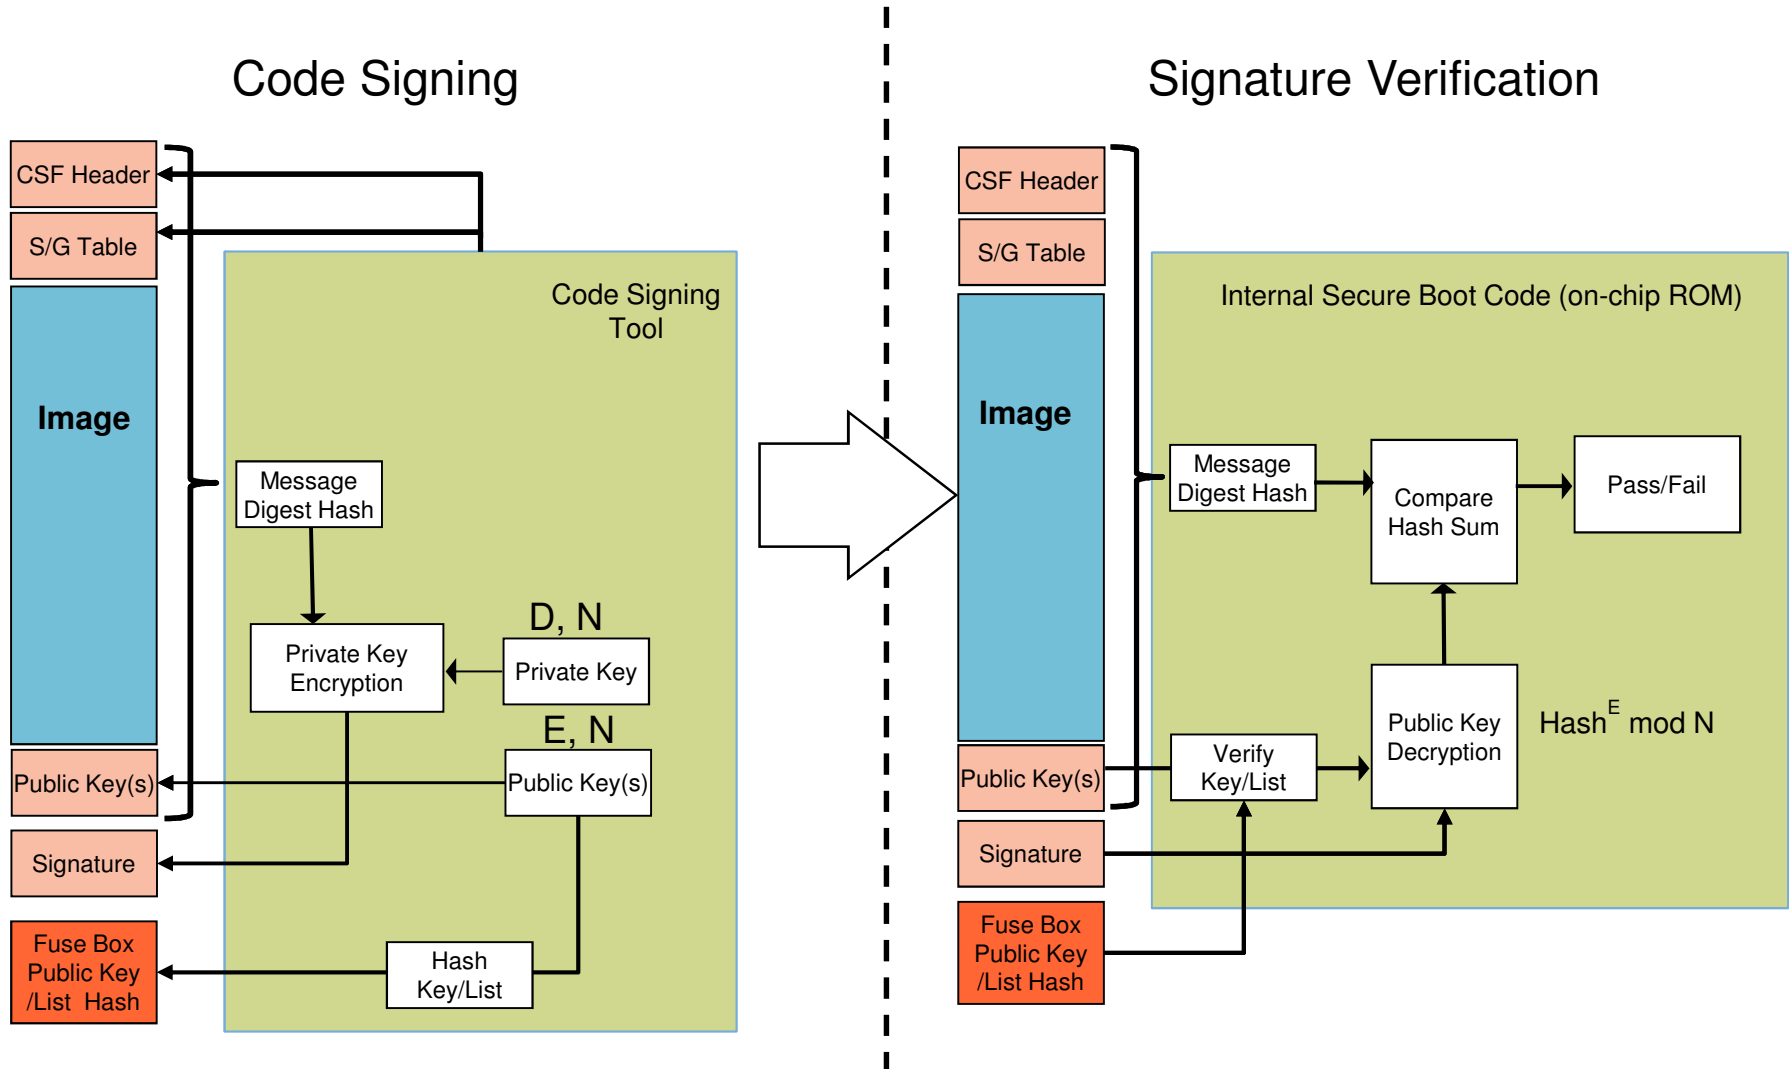 Code Signing
CSF Header
S/G Table
Image
Public Key(s)
Signature
Fuse Box
Public Key
/List Hash
Code Signing
Tool
Message
Digest Hash
Private Key
Encryption
D, N
Private Key
E, N
Public Key(s)
Hash
Key/List
Signature Verification
CSF Header
S/G Table
Image
Public Key(s)
Signature
Fuse Box
Public Key
/List Hash
Internal Secure Boot Code (on-chip ROM)
Message
Digest Hash
Compare
Hash Sum
Pass/Fail
Verify
Key/List
Public Key
Decryption
Hash^E mod N